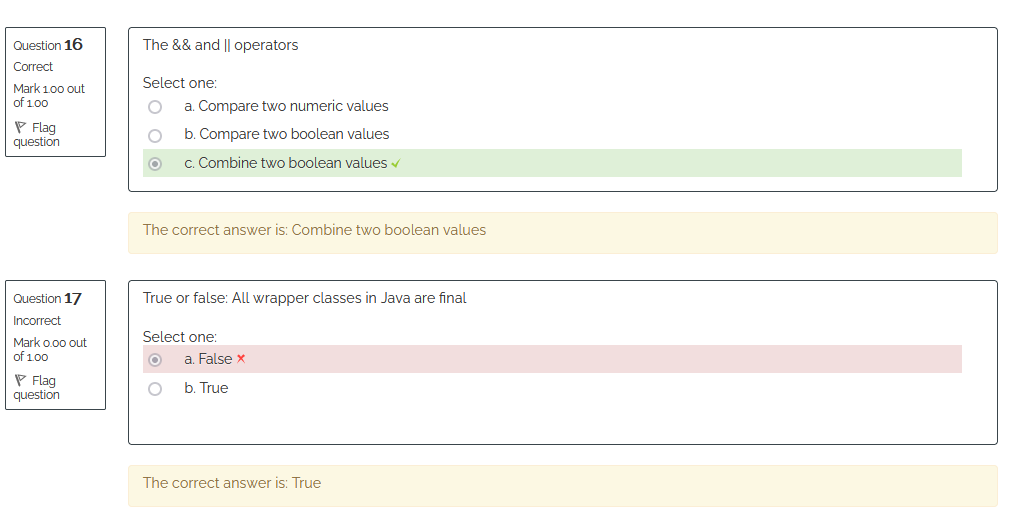 Question 16
Correct
Mark 1.00 out
of 1.00
Flag
question
The && and || operators
Select one:
a. Compare two numeric values
b. Compare two boolean values
c. Combine two boolean values
The correct answer is: Combine two boolean values
Question 17
Incorrect
Mark 0.00 out
of 1.00
Flag
question
True or false: All wrapper classes in Java are final
Select one:
a. False
b. True
The correct answer is: True